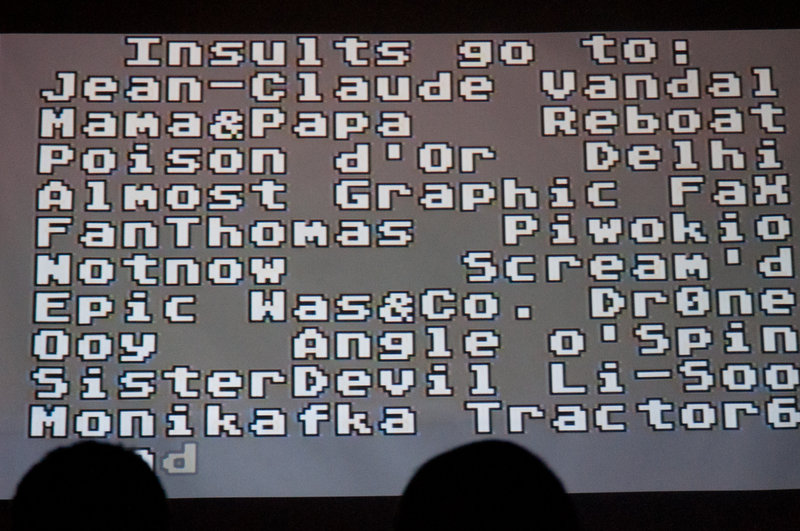 Insults go to:
Jean-Claude Vandal
Mama&Papa Reboat
Poison d'Or Delhi
Almost Graphic FaX
FanThomas Piwokio
Notnow Scream'd
Epic Was&Co. Dr0ne
Ooy Angle o'Spin
SisterDevil Li-Soo
Monikafka Tractor6